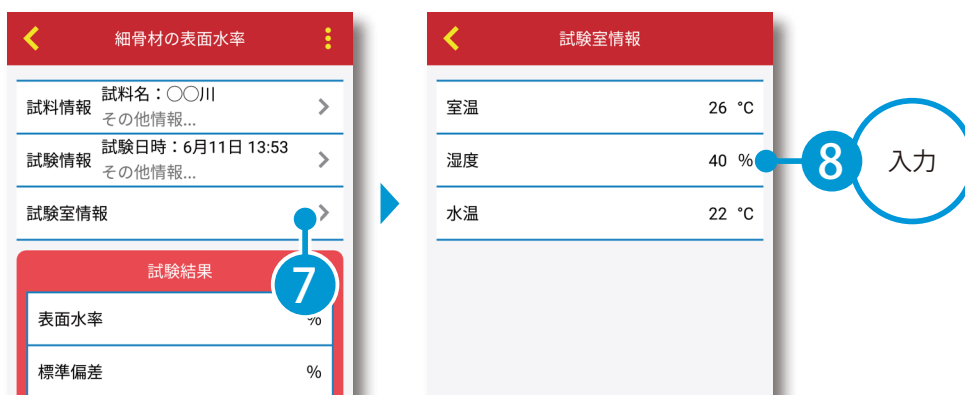 細骨材の表面水率
試料情報
試料名：〇〇川
その他情報...
試験情報
試験日時：6月11日 13:53
その他情報...
試験室情報
7
試験結果
表面水率 %
標準偏差 %
試験室情報
室温 26 °C
湿度 40 %
水温 22 °C
8
入力